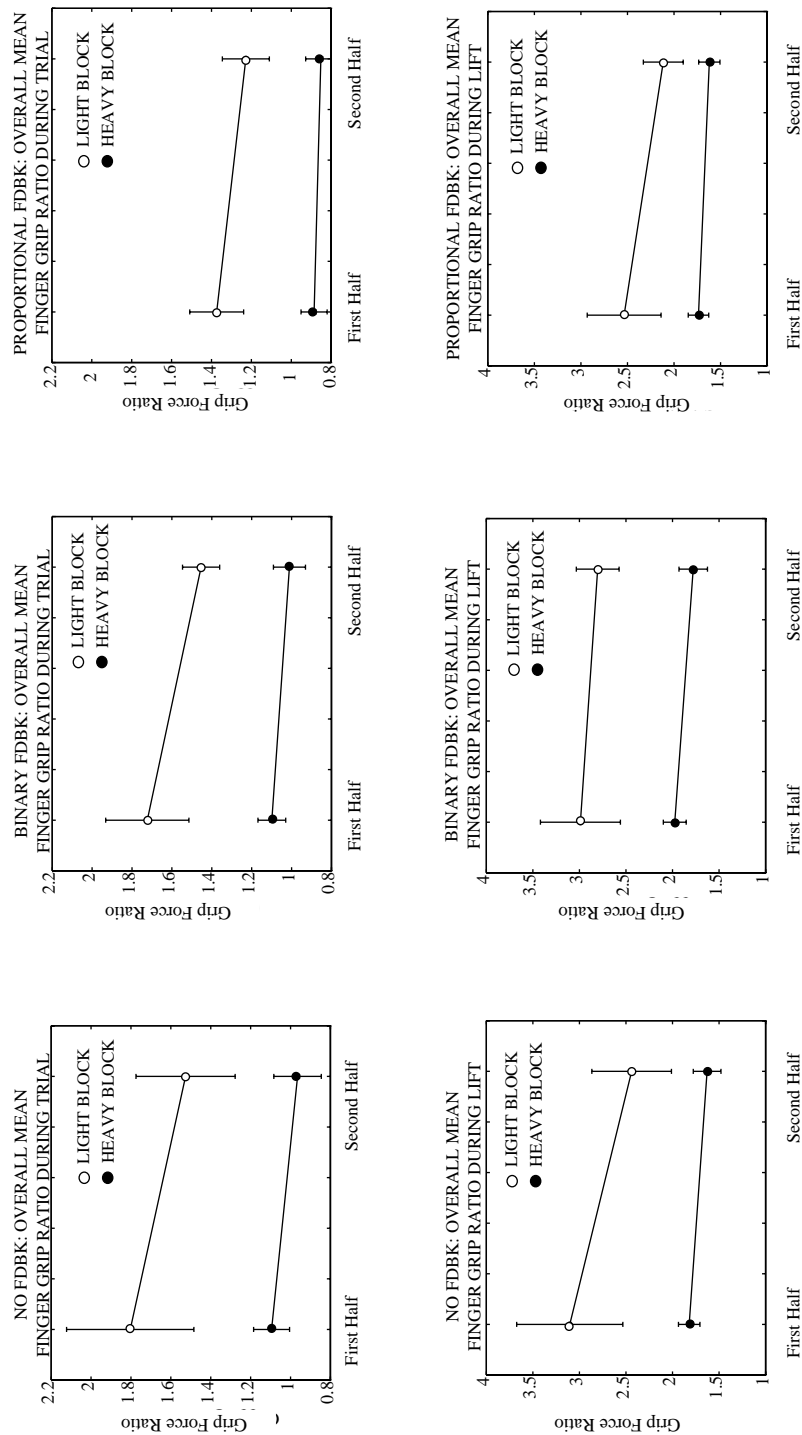 NO FDBK: OVERALL MEAN
FINGER GRIP RATIO DURING TRIAL
LIGHT BLOCK
HEAVY BLOCK
Grip Force Ratio
2.2
2
1.8
1.6
1.4
1.2
1
0.8
First Half
Second Half
BINARY FDBK: OVERALL MEAN
FINGER GRIP RATIO DURING TRIAL
LIGHT BLOCK
HEAVY BLOCK
Grip Force Ratio
2.2
2
1.8
1.6
1.4
1.2
1
0.8
First Half
Second Half
PROPORTIONAL FDBK: OVERALL MEAN
FINGER GRIP RATIO DURING TRIAL
LIGHT BLOCK
HEAVY BLOCK
Grip Force Ratio
2.2
2
1.8
1.6
1.4
1.2
1
0.8
First Half
Second Half
NO FDBK: OVERALL MEAN
FINGER GRIP RATIO DURING LIFT
LIGHT BLOCK
HEAVY BLOCK
Grip Force Ratio
4
3.5
3
2.5
2
1.5
1
First Half
Second Half
BINARY FDBK: OVERALL MEAN
FINGER GRIP RATIO DURING LIFT
LIGHT BLOCK
HEAVY BLOCK
Grip Force Ratio
4
3.5
3
2.5
2
1.5
1
First Half
Second Half
PROPORTIONAL FDBK: OVERALL MEAN
FINGER GRIP RATIO DURING LIFT
LIGHT BLOCK
HEAVY BLOCK
Grip Force Ratio
4
3.5
3
2.5
2
1.5
1
First Half
Second Half